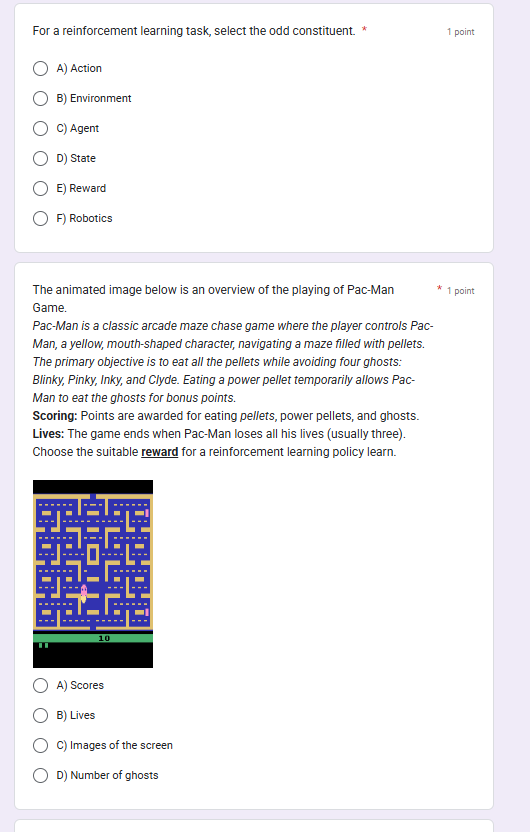 For a reinforcement learning task, select the odd constituent. *
1 point
A) Action
B) Environment
C) Agent
D) State
E) Reward
F) Robotics
The animated image below is an overview of the playing of Pac-Man
* 1 point
Game.
Pac-Man is a classic arcade maze chase game where the player controls Pac-
Man, a yellow, mouth-shaped character, navigating a maze filled with pellets.
The primary objective is to eat all the pellets while avoiding four ghosts:
Blinky, Pinky, Inky, and Clyde. Eating a power pellet temporarily allows Pac-
Man to eat the ghosts for bonus points.
Scoring: Points are awarded for eating pellets, power pellets, and ghosts.
Lives: The game ends when Pac-Man loses all his lives (usually three).
Choose the suitable reward for a reinforcement learning policy learn.
10
A) Scores
B) Lives
C) Images of the screen
D) Number of ghosts